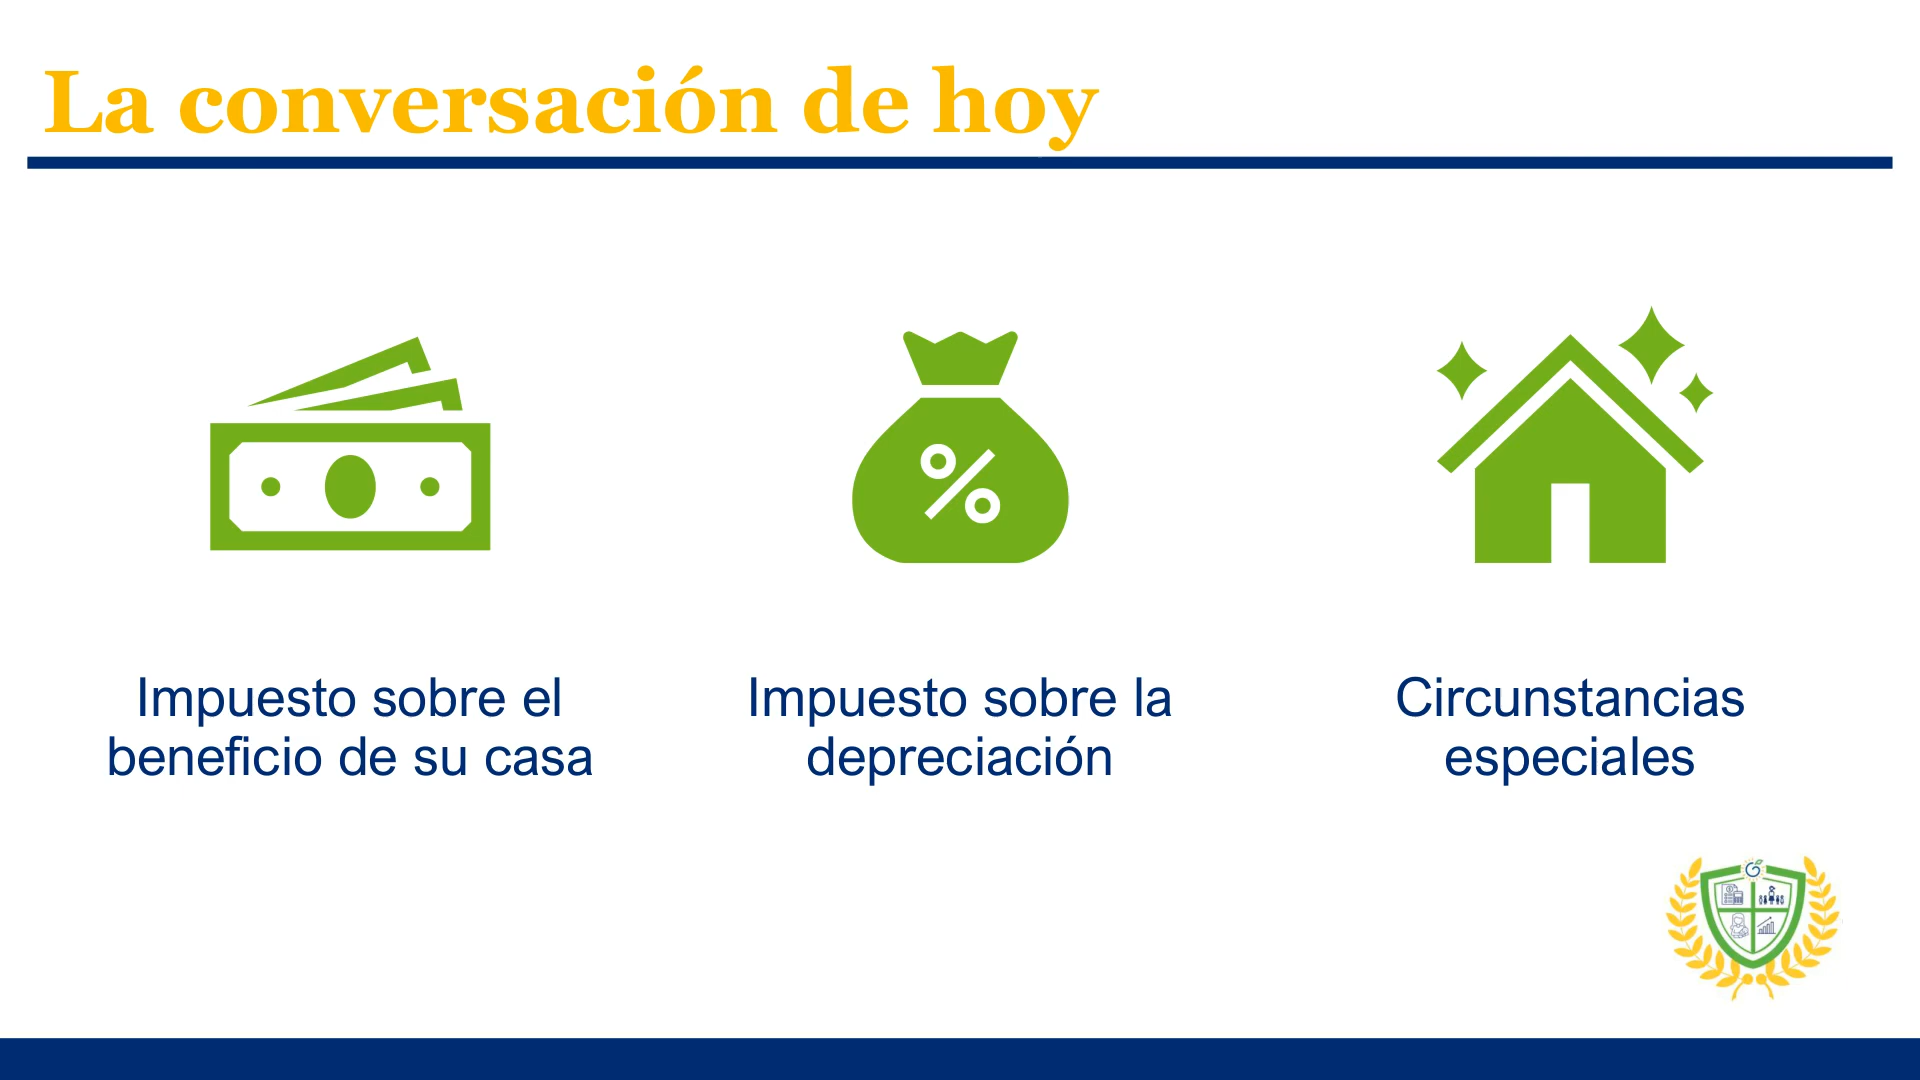 La conversación de hoy
Impuesto sobre el
beneficio de su casa
Impuesto sobre la
depreciación
Circunstancias
especiales